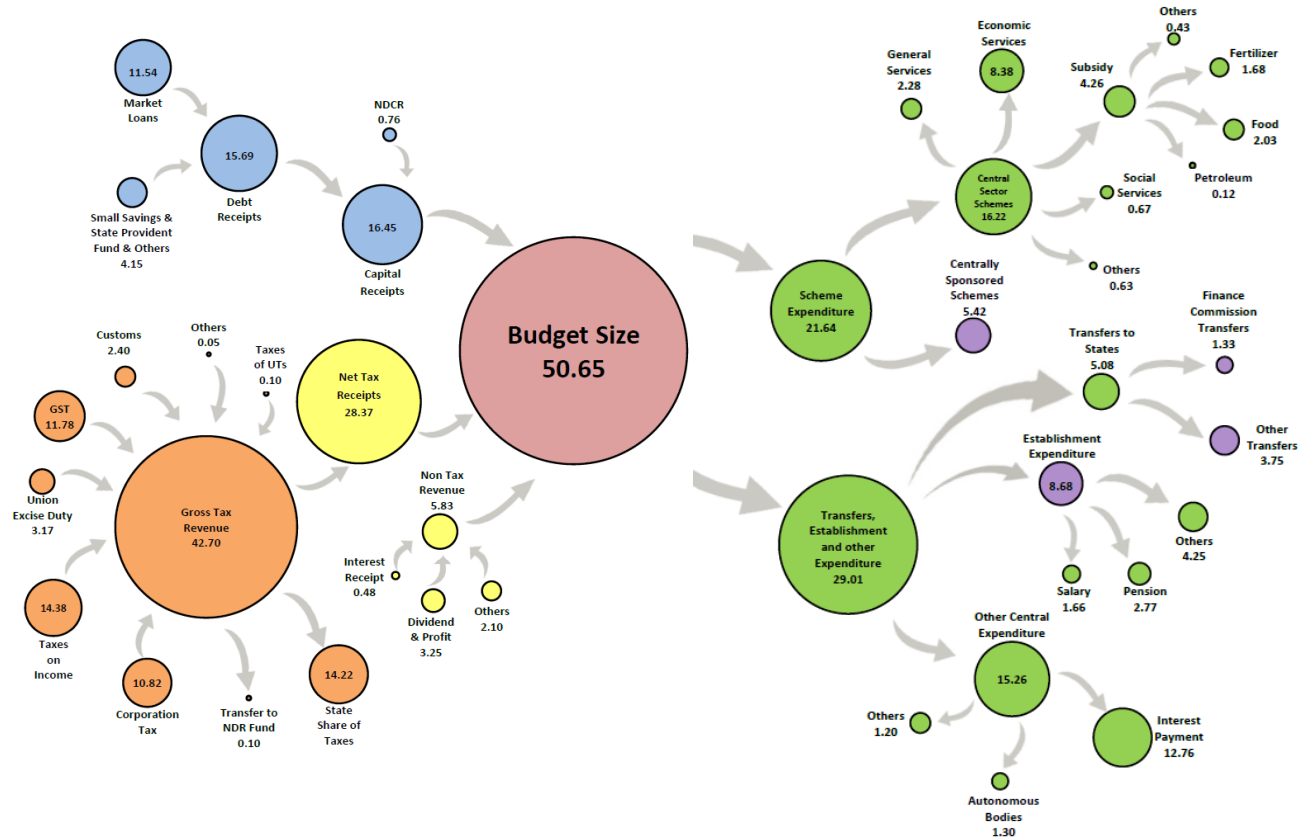 11.54
Market
Loans
NDCR
0.76
15.69
Debt
Receipts
Small Savings &
State Provident
Fund & Others
4.15
16.45
Capital
Receipts
Customs
2.40
Others
0.05
Taxes
of UTs
0.10
GST
11.78
Net Tax
Receipts
28.37
Union
Excise Duty
3.17
Gross Tax
Revenue
42.70
14.38
Taxes
on
Income
10.82
Corporation
Tax
Transfer to
NDR Fund
0.10
14.22
State
Share of
Taxes
Non Tax
Revenue
5.83
Interest
Receipt
0.48
Dividend
& Profit
3.25
Others
2.10
Budget Size
50.65
Economic
Services
8.38
General
Services
2.28
Others
0.43
Subsidy
4.26
Fertilizer
1.68
Food
2.03
Petroleum
0.12
Central
Sector
Schemes
16.22
Social
Services
0.67
Others
0.63
Scheme
Expenditure
21.64
Centrally
Sponsored
Schemes
5.42
Finance
Commission
Transfers
1.33
Transfers to
States
5.08
Other
Transfers
3.75
Establishment
Expenditure
8.68
Others
4.25
Salary
1.66
Pension
2.77
Transfers,
Establishment
and other
Expenditure
29.01
Other Central
Expenditure
15.26
Others
1.20
Autonomous
Bodies
1.30
Interest
Payment
12.76